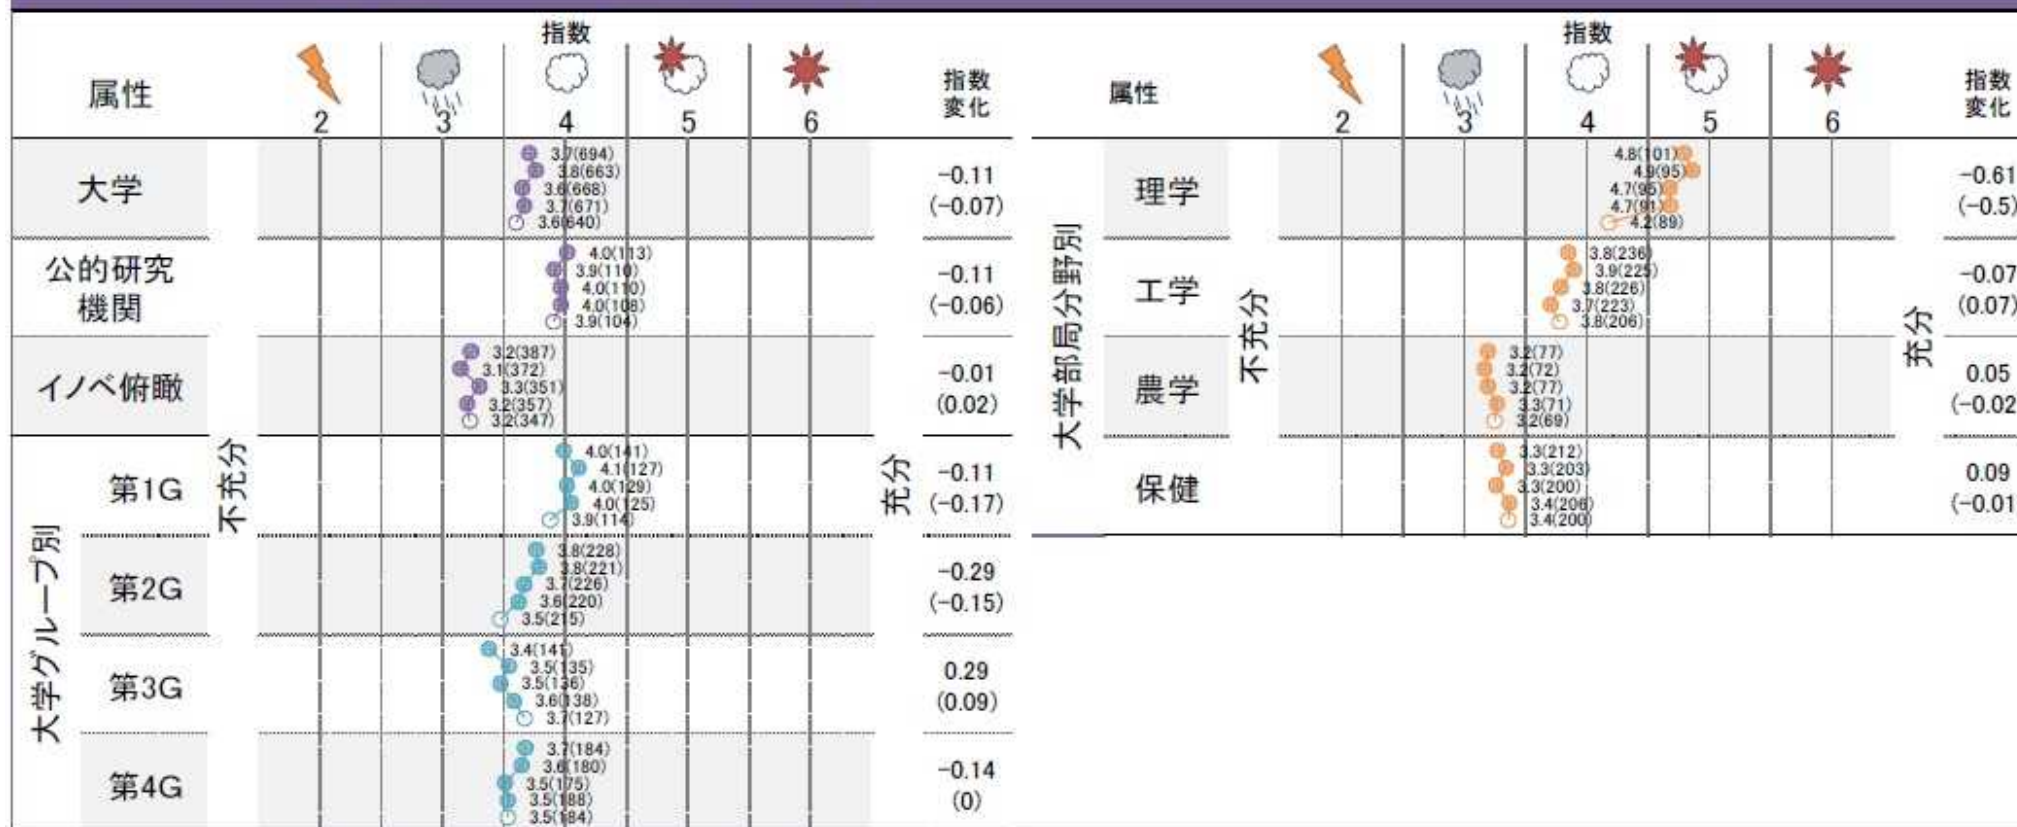 指数
属性
2 3 4 5 6
指数
変化
不充分
充分
大学
3.7(694)
3.8(663)
3.6(668)
3.7(671)
3.6(640)
-0.11
(-0.07)
公的研究
機関
4.0(113)
3.9(110)
4.0(110)
4.0(108)
3.9(104)
-0.11
(-0.06)
イノベ俯瞰
3.2(387)
3.1(372)
3.3(351)
3.2(357)
3.2(347)
-0.01
(0.02)
大学グループ別
第1G
4.0(141)
4.1(127)
4.0(129)
4.0(125)
3.9(114)
-0.11
(-0.17)
第2G
3.8(228)
3.8(221)
3.7(226)
3.6(220)
3.5(215)
-0.29
(-0.15)
第3G
3.4(141)
3.5(135)
3.5(136)
3.6(138)
3.7(127)
0.29
(0.09)
第4G
3.7(184)
3.6(180)
3.5(175)
3.5(188)
3.5(184)
-0.14
(0)
指数
属性
2 3 4 5 6
指数
変化
大学部局分野別
不充分
充分
理学
4.8(101)
4.9(95)
4.7(95)
4.7(91)
4.2(89)
-0.61
(-0.5)
工学
3.8(236)
3.9(225)
3.8(226)
3.7(223)
3.8(206)
-0.07
(0.07)
農学
3.2(77)
3.2(72)
3.2(77)
3.3(71)
3.2(69)
0.05
(-0.02
保健
3.3(212)
3.3(203)
3.3(200)
3.4(206)
3.4(200)
0.09
(-0.01